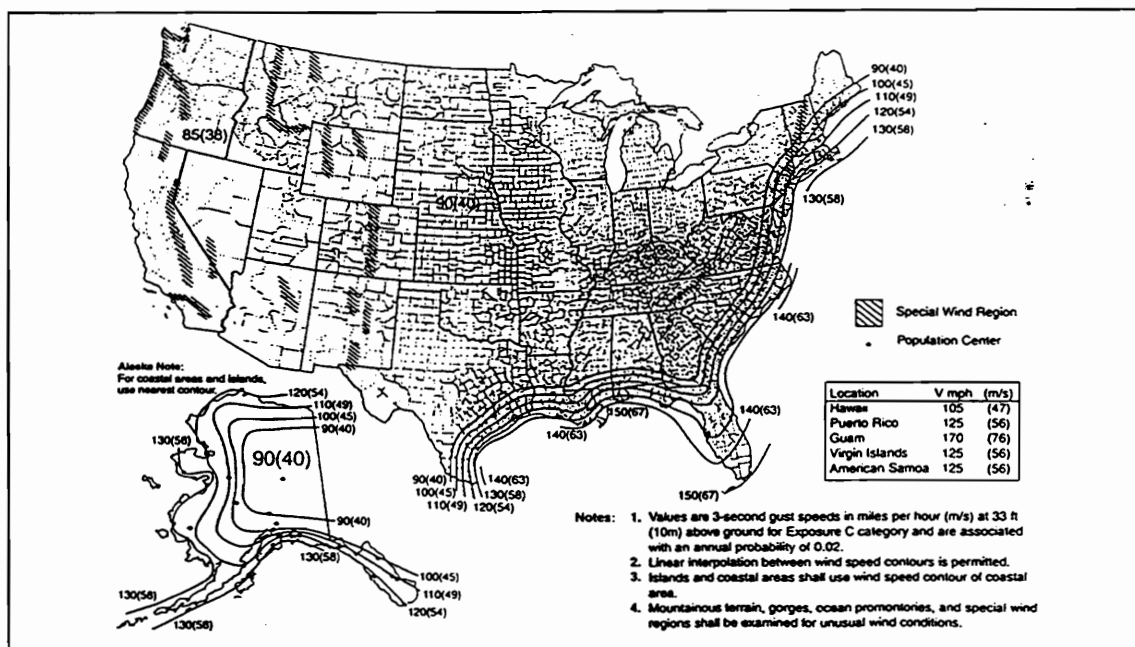 90(40)
100(45)
110(49)
120(54)
130(58)
85(38)
90(40)
130(58)
140(63)
Special Wind Region
Population Center
Alaska Note:
For coastal areas and islands,
use nearest contour.
120(54)
110(49)
100(45)
90(40)
130(58)
90(40)
90(40)
130(58)
100(45)
110(49)
120(54)
130(58)
130(58)
90(40)
100(45)
110(49)
120(54)
130(58)
140(63)
140(63)
150(67)
140(63)
150(67)
Location V mph (m/s)
Hawaii 105 (47)
Puerto Rico 125 (56)
Guam 170 (76)
Virgin Islands 125 (56)
American Samoa 125 (56)
Notes: 1. Values are 3-second gust speeds in miles per hour (m/s) at 33 ft
(10m) above ground for Exposure C category and are associated
with an annual probability of 0.02.
2. Linear interpolation between wind speed contours is permitted.
3. Islands and coastal areas shall use wind speed contour of coastal
area.
4. Mountainous terrain, gorges, ocean promontories, and special wind
regions shall be examined for unusual wind conditions.